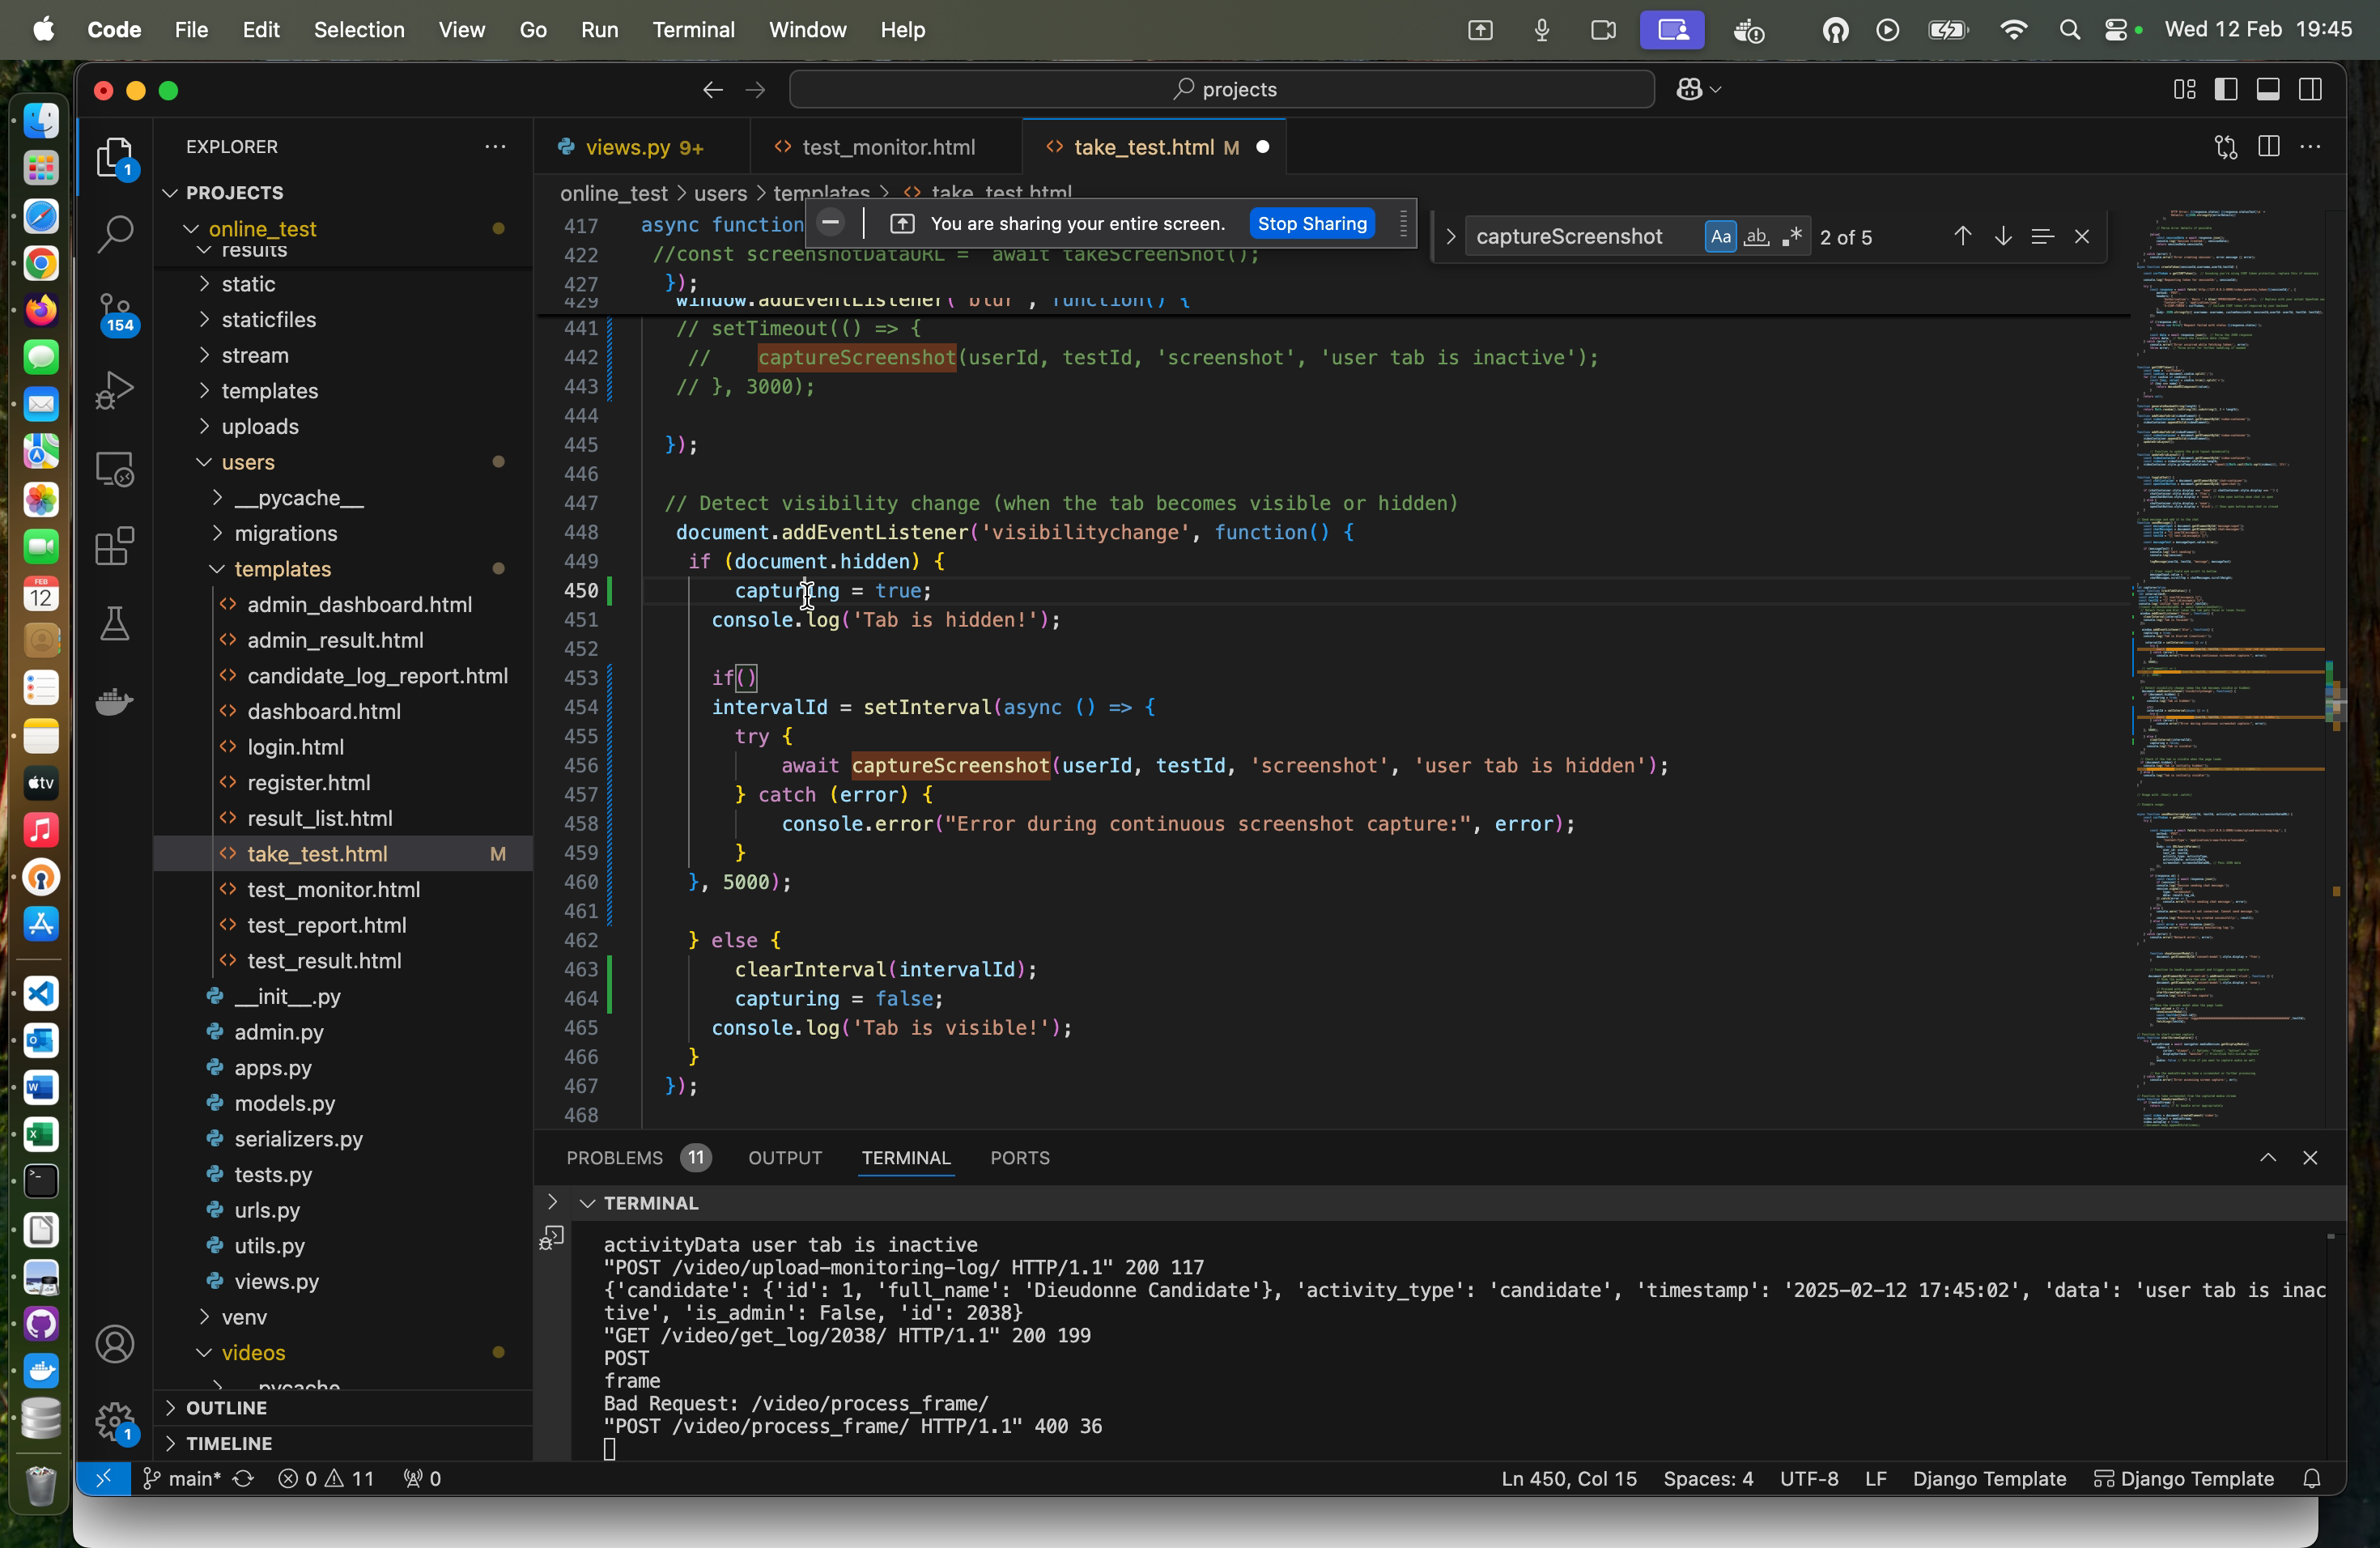 Code File Edit Selection View Go Run Terminal Window Help Wed 12 Feb 19:45
projects
EXPLORER
PROJECTS
online_test
results
static
staticfiles
stream
templates
uploads
users
__pycache__
migrations
templates
admin_dashboard.html
admin_result.html
candidate_log_report.html
dashboard.html
login.html
register.html
result_list.html
take_test.html M
test_monitor.html
test_report.html
test_result.html
__init__.py
admin.py
apps.py
models.py
serializers.py
tests.py
urls.py
utils.py
views.py
venv
videos
pycache
OUTLINE
TIMELINE
1
154
1
FEB
12
tv
views.py 9+
test_monitor.html
take_test.html M
online_test > users > templates > take_test.html
You are sharing your entire screen. Stop Sharing
captureScreenshot Aa ab .* 2 of 5
417 async function
422 //const screenshotDataURL = await takeScreenShot();
427 });
429 window.addEventListener('blur', function() {
441 // setTimeout(() => {
442 // captureScreenshot(userId, testId, 'screenshot', 'user tab is inactive');
443 // }, 3000);
444
445 });
446
447 // Detect visibility change (when the tab becomes visible or hidden)
448 document.addEventListener('visibilitychange', function() {
449 if (document.hidden) {
450 capturing = true;
451 console.log('Tab is hidden!');
452
453 if()
454 intervalId = setInterval(async () => {
455 try {
456 await captureScreenshot(userId, testId, 'screenshot', 'user tab is hidden');
457 } catch (error) {
458 console.error("Error during continuous screenshot capture:", error);
459 }
460 }, 5000);
461
462 } else {
463 clearInterval(intervalId);
464 capturing = false;
465 console.log('Tab is visible!');
466 }
467 });
468
PROBLEMS 11 OUTPUT TERMINAL PORTS
TERMINAL
activityData user tab is inactive
"POST /video/upload-monitoring-log/ HTTP/1.1" 200 117
{'candidate': {'id': 1, 'full_name': 'Dieudonne Candidate'}, 'activity_type': 'candidate', 'timestamp': '2025-02-12 17:45:02', 'data': 'user tab is inac
tive', 'is_admin': False, 'id': 2038}
"GET /video/get_log/2038/ HTTP/1.1" 200 199
POST
frame
Bad Request: /video/process_frame/
"POST /video/process_frame/ HTTP/1.1" 400 36
main* 0 11 0
Ln 450, Col 15 Spaces: 4 UTF-8 LF Django Template Django Template